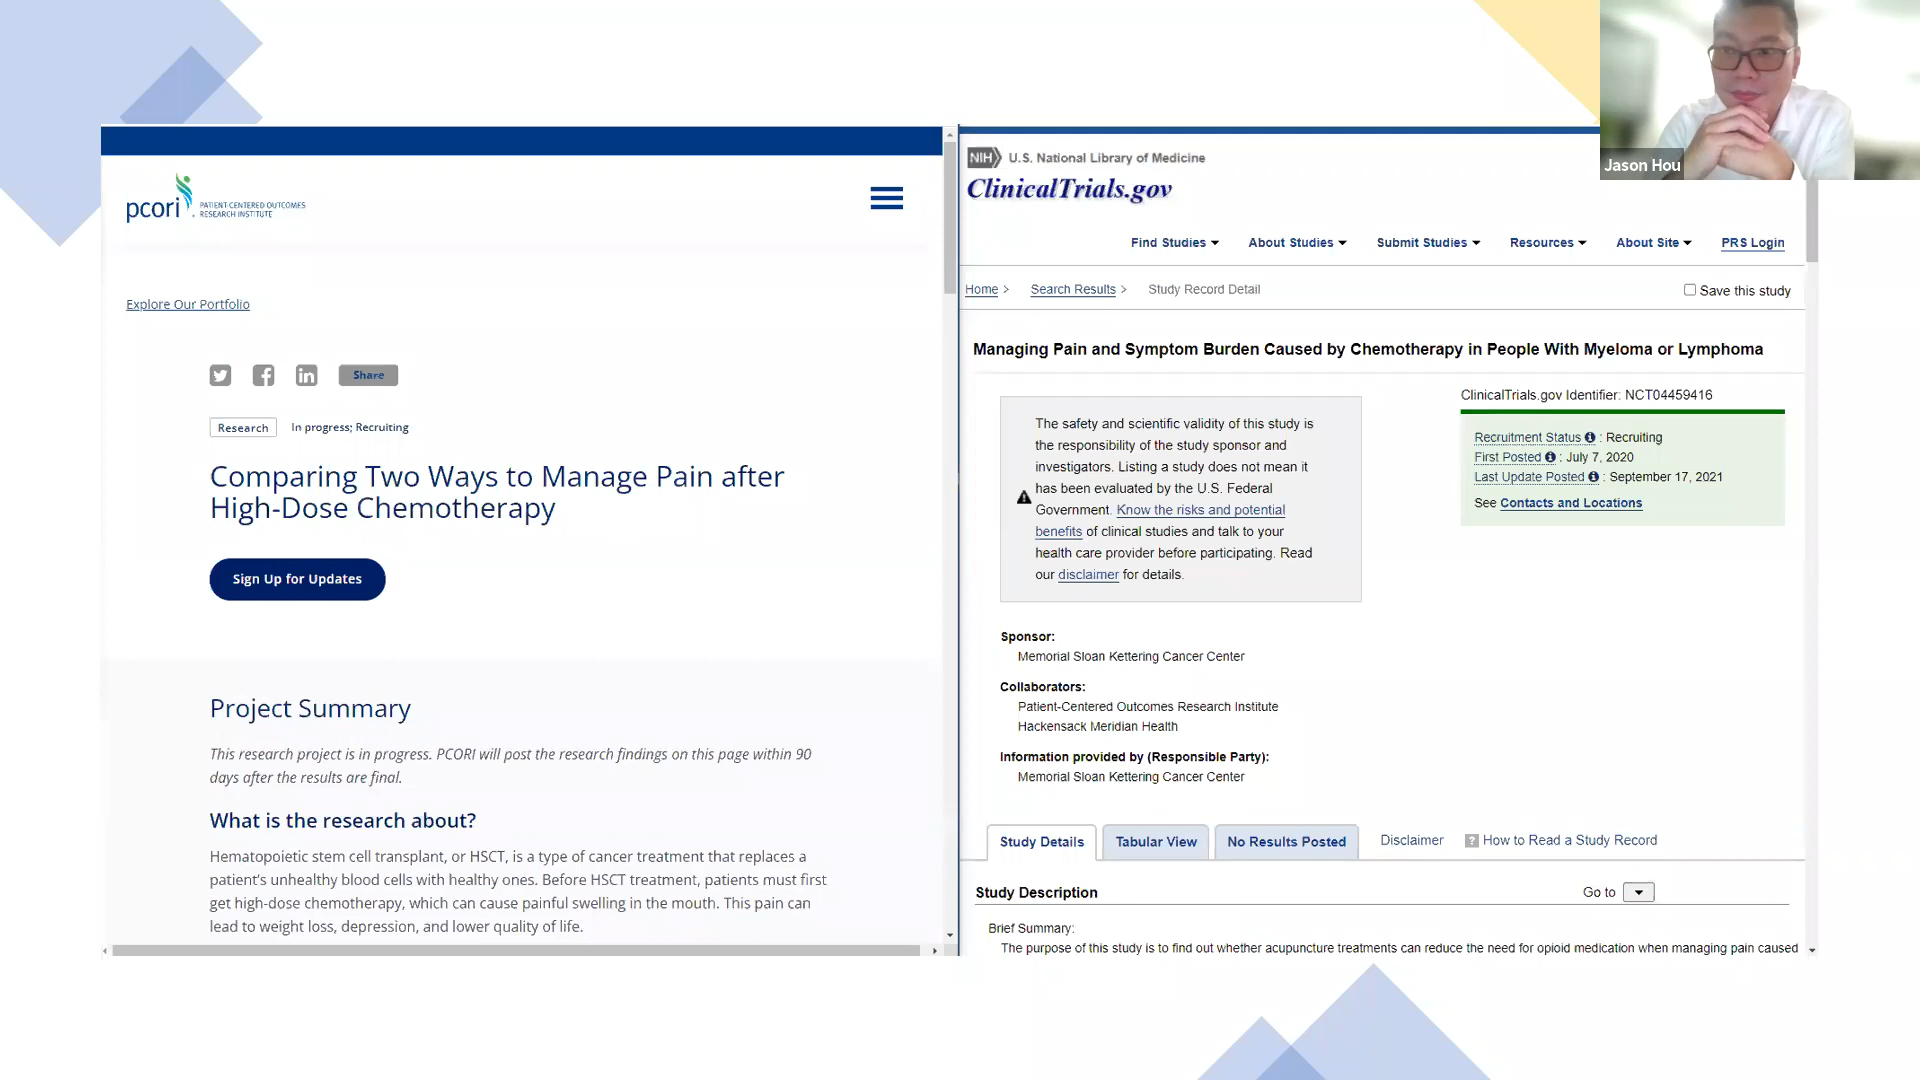 pcori
PATIENT-CENTERED OUTCOMES
RESEARCH INSTITUTE
Explore Our Portfolio
Share
Research
In progress; Recruiting
Comparing Two Ways to Manage Pain after
High-Dose Chemotherapy
Sign Up for Updates
Project Summary
This research project is in progress. PCORI will post the research findings on this page within 90
days after the results are final.
What is the research about?
Hematopoietic stem cell transplant, or HSCT, is a type of cancer treatment that replaces a
patient's unhealthy blood cells with healthy ones. Before HSCT treatment, patients must first
get high-dose chemotherapy, which can cause painful swelling in the mouth. This pain can
lead to weight loss, depression, and lower quality of life.
NIH U.S. National Library of Medicine
ClinicalTrials.gov
Find Studies About Studies Submit Studies Resources About Site PRS Login
Home > Search Results > Study Record Detail
Save this study
Managing Pain and Symptom Burden Caused by Chemotherapy in People With Myeloma or Lymphoma
The safety and scientific validity of this study is
the responsibility of the study sponsor and
investigators. Listing a study does not mean it
has been evaluated by the U.S. Federal
Government. Know the risks and potential
benefits of clinical studies and talk to your
health care provider before participating. Read
our disclaimer for details.
ClinicalTrials.gov Identifier: NCT04459416
Recruitment Status : Recruiting
First Posted : July 7, 2020
Last Update Posted : September 17, 2021
See Contacts and Locations
Sponsor:
Memorial Sloan Kettering Cancer Center
Collaborators:
Patient-Centered Outcomes Research Institute
Hackensack Meridian Health
Information provided by (Responsible Party):
Memorial Sloan Kettering Cancer Center
Study Details
Tabular View
No Results Posted
Disclaimer
? How to Read a Study Record
Study Description
Go to
Brief Summary:
The purpose of this study is to find out whether acupuncture treatments can reduce the need for opioid medication when managing pain caused
Jason Hou